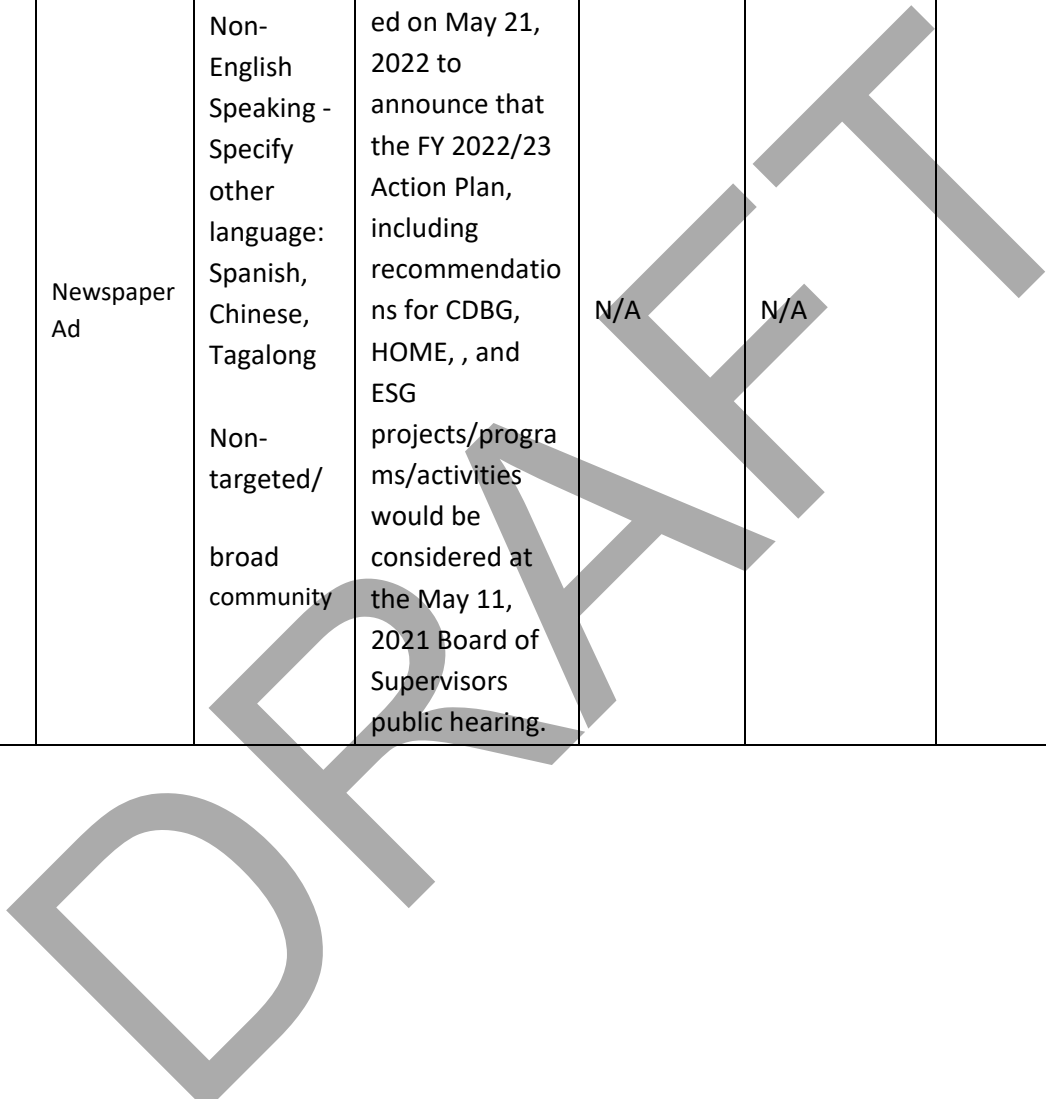 Newspaper
Ad
Non-
English
Speaking -
Specify
other
language:
Spanish,
Chinese,
Tagalong
Non-
targeted/
broad
community
ed on May 21,
2022 to
announce that
the FY 2022/23
Action Plan,
including
recommendatio
ns for CDBG,
HOME, , and
ESG
projects/progra
ms/activities
would be
considered at
the May 11,
2021 Board of
Supervisors
public hearing.
N/A
N/A
DRAFT